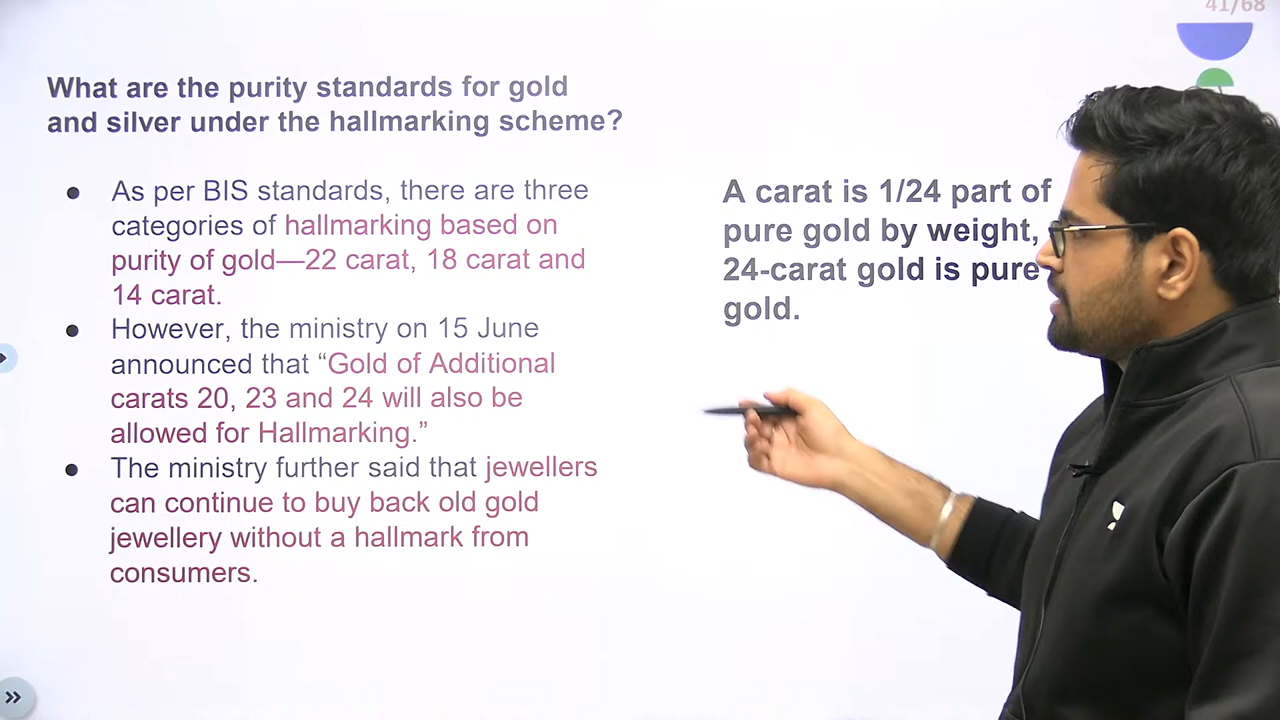 41/68
What are the purity standards for gold
and silver under the hallmarking scheme?
● As per BIS standards, there are three
categories of hallmarking based on
purity of gold—22 carat, 18 carat and
14 carat.
● However, the ministry on 15 June
announced that “Gold of Additional
carats 20, 23 and 24 will also be
allowed for Hallmarking.”
● The ministry further said that jewellers
can continue to buy back old gold
jewellery without a hallmark from
consumers.
A carat is 1/24 part of
pure gold by weight,
24-carat gold is pure
gold.